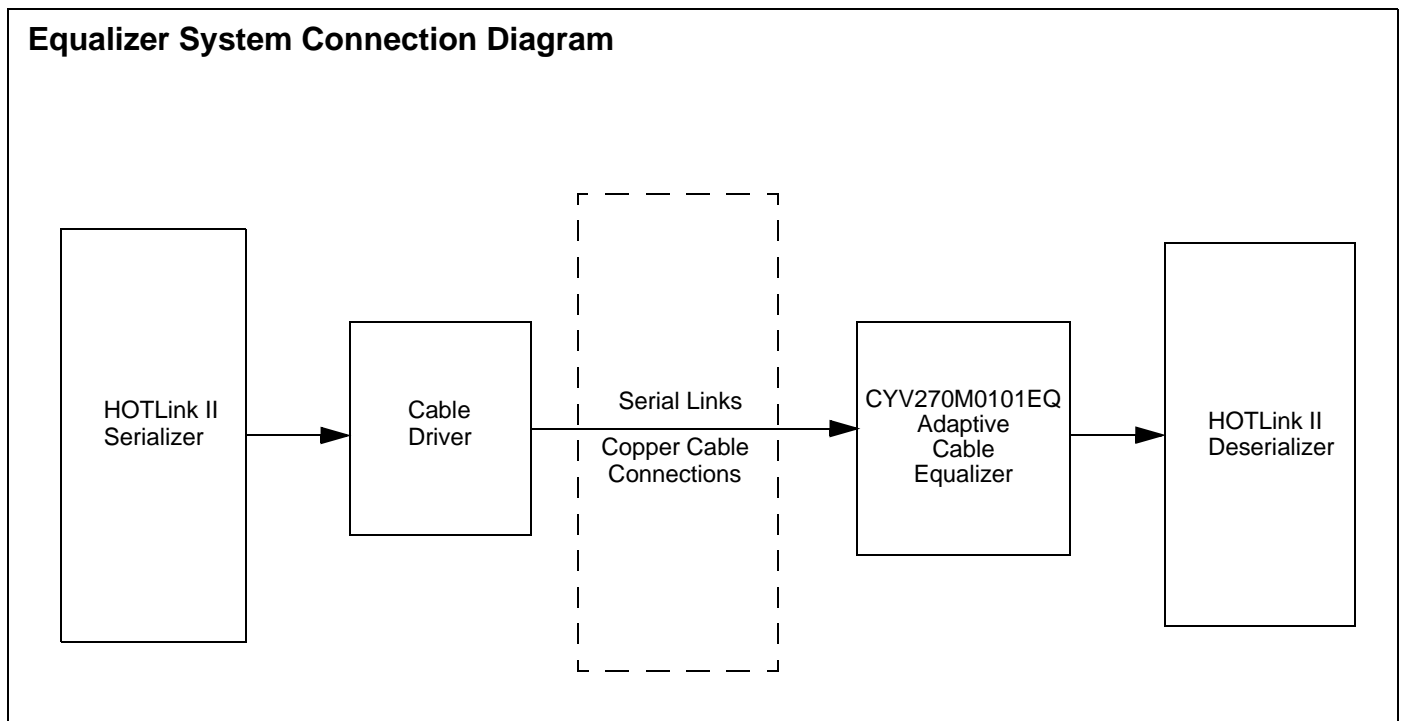 Equalizer System Connection Diagram
HOTLink II
Serializer
Cable
Driver
Serial Links
Copper Cable
Connections
CYV270M0101EQ
Adaptive
Cable
Equalizer
HOTLink II
Deserializer